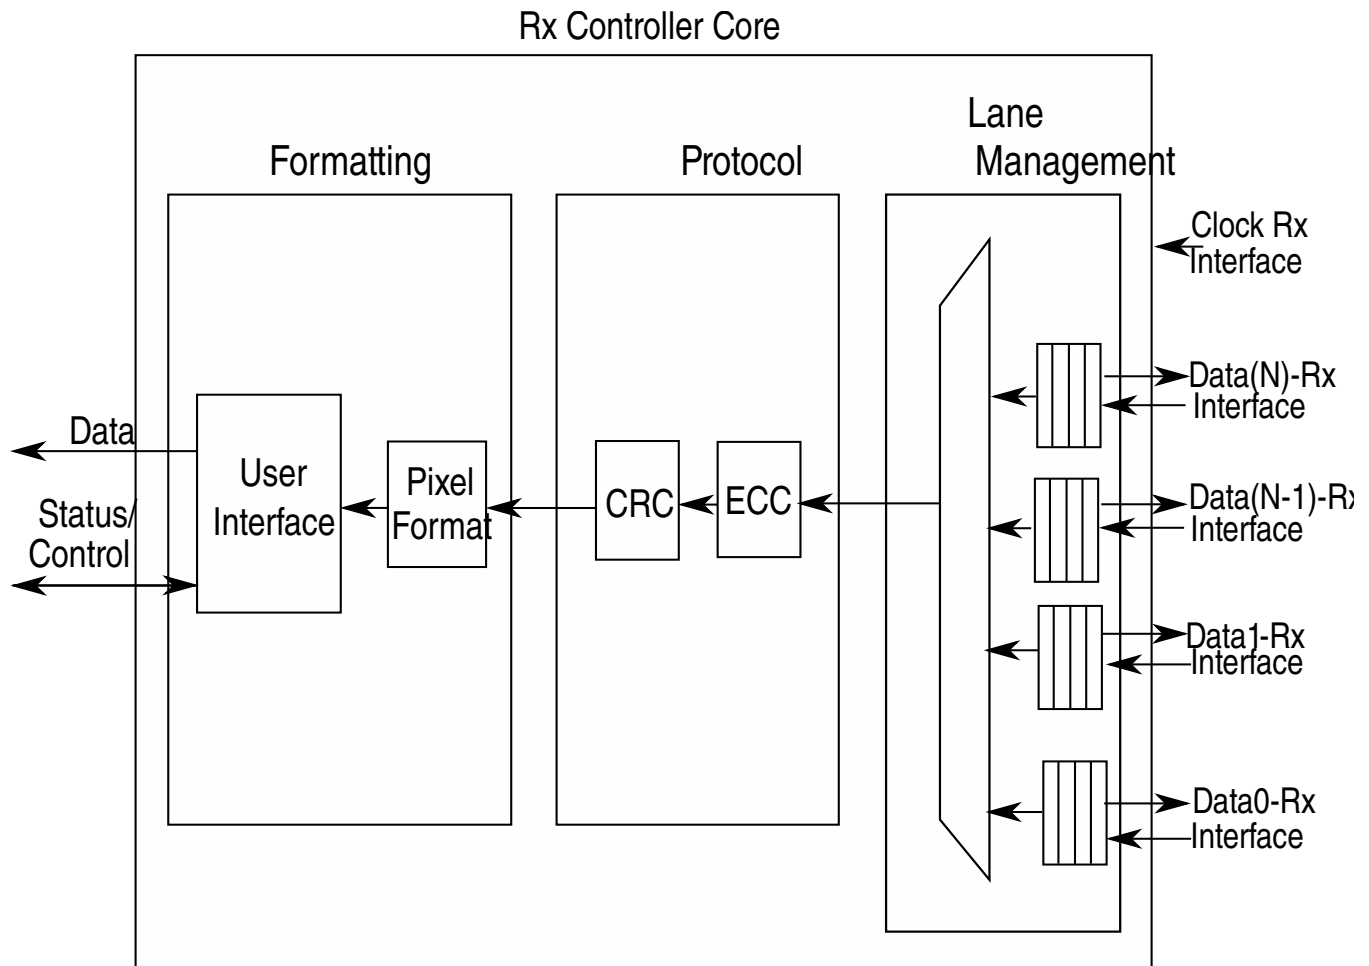 Rx Controller Core
Lane
Management
Formatting
Protocol
Clock Rx
Interface
Data(N)-Rx
Interface
Data
User
Interface
Pixel
Format
CRC
ECC
Data(N-1)-Rx
Interface
Status/
Control
Data1-Rx
Interface
Data0-Rx
Interface